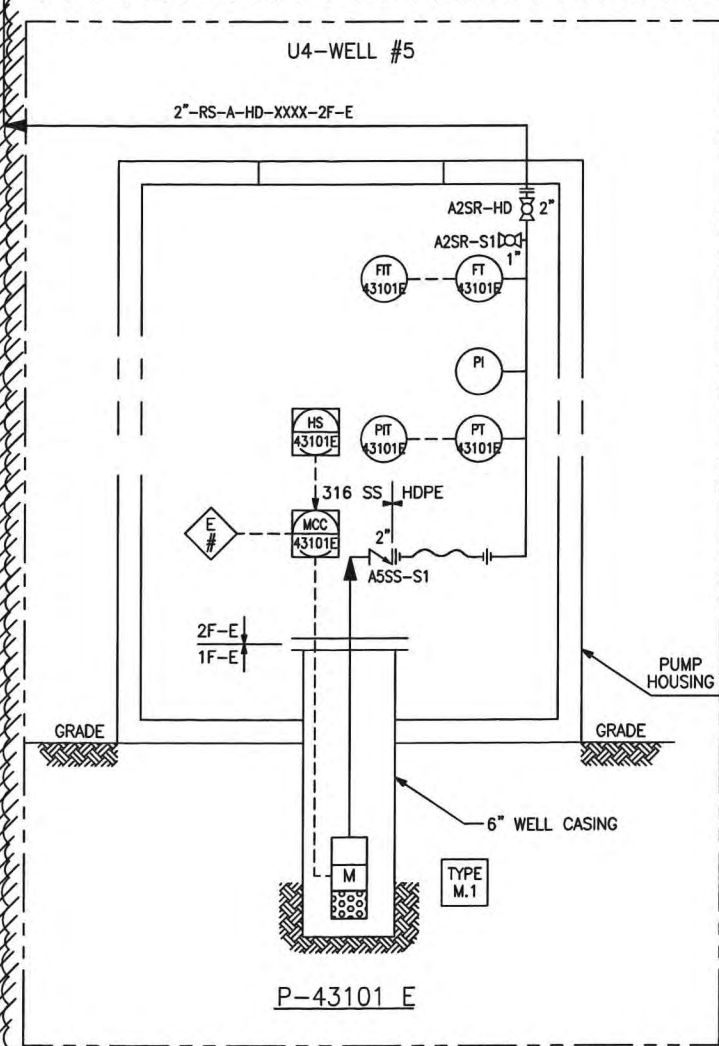 U4-WELL #5
2"-RS-A-HD-XXXX-2F-E
A2SR-HD 2"
A2SR-S1
1"
FIT
43101E
FT
43101E
PI
HS
43101E
PIT
43101E
PT
43101E
316 SS HDPE
E
#
MCC
43101E
2"
A5SS-S1
2F-E
1F-E
PUMP
HOUSING
GRADE
GRADE
6" WELL CASING
M
TYPE
M.1
P-43101 E